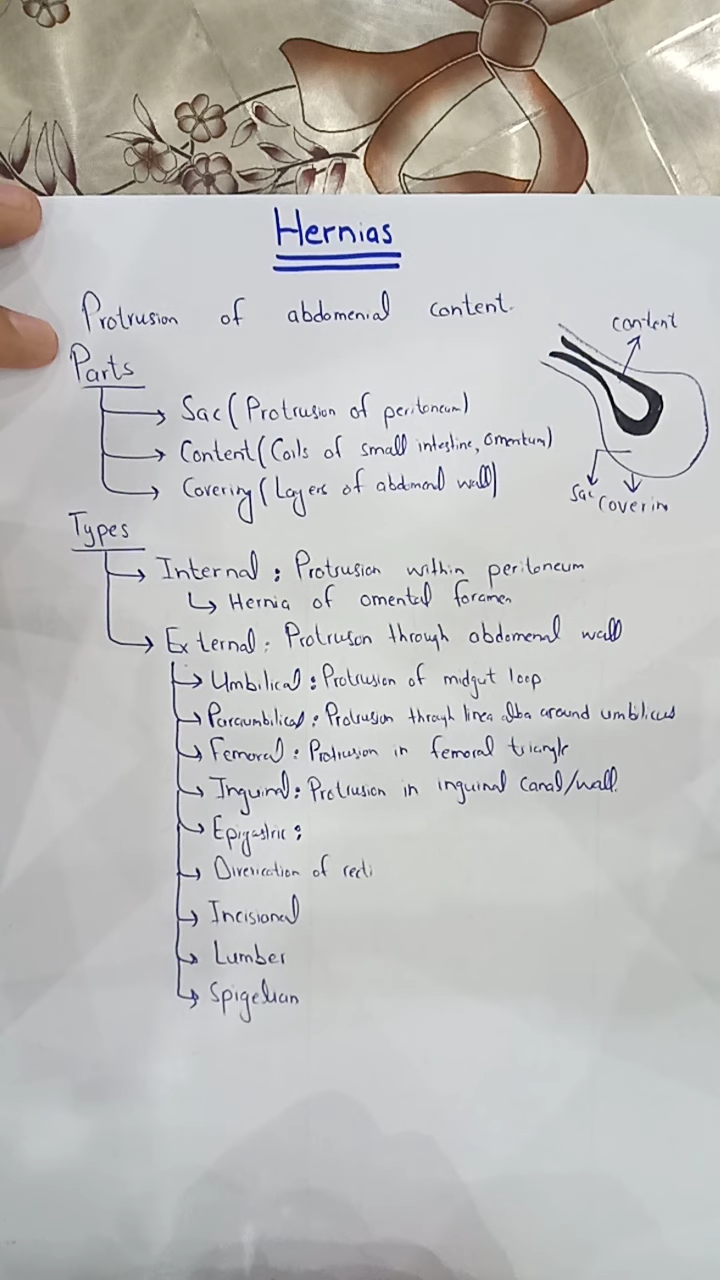 Hernias
Protrusion of abdomenial content.
content
Parts
Sac (Protrusion of peritoneum)
Content (Coils of small intestine, Omentum)
Covering (Layers of abdomenal wall)
Sac
Coverin
Types
Internal : Protrusion within peritoneum
Hernia of omental foramen
External : Protruson through abdomenal wall
Umbilical : Protrusion of midgut loop
Paraumbilical : Protrusion through linea alba around umbilicus
Femoral : Protrusion in femoral triangle
Inguinal : Protrusion in inguinal Canal/wall.
Epigastric :
Diverication of recti
Incisional
Lumber
Spigelian